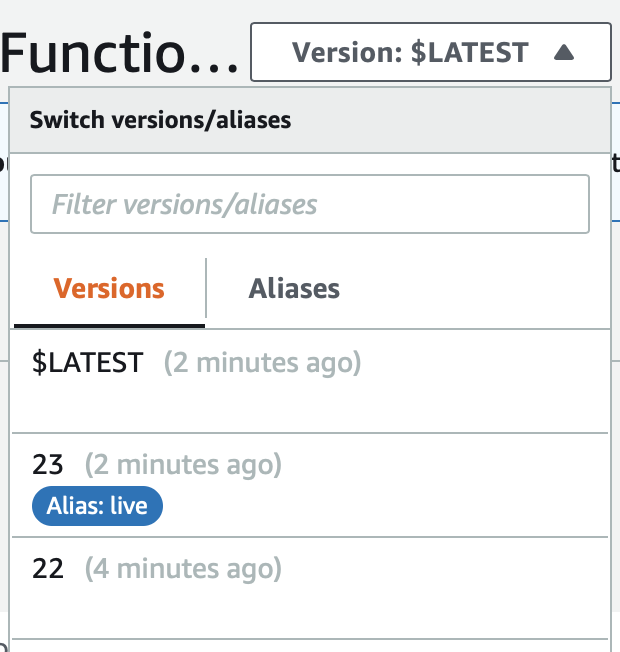 Functio...
Version: $LATEST ▲
Switch versions/aliases
Filter versions/aliases
Versions
Aliases
$LATEST (2 minutes ago)
23 (2 minutes ago)
Alias: live
22 (4 minutes ago)